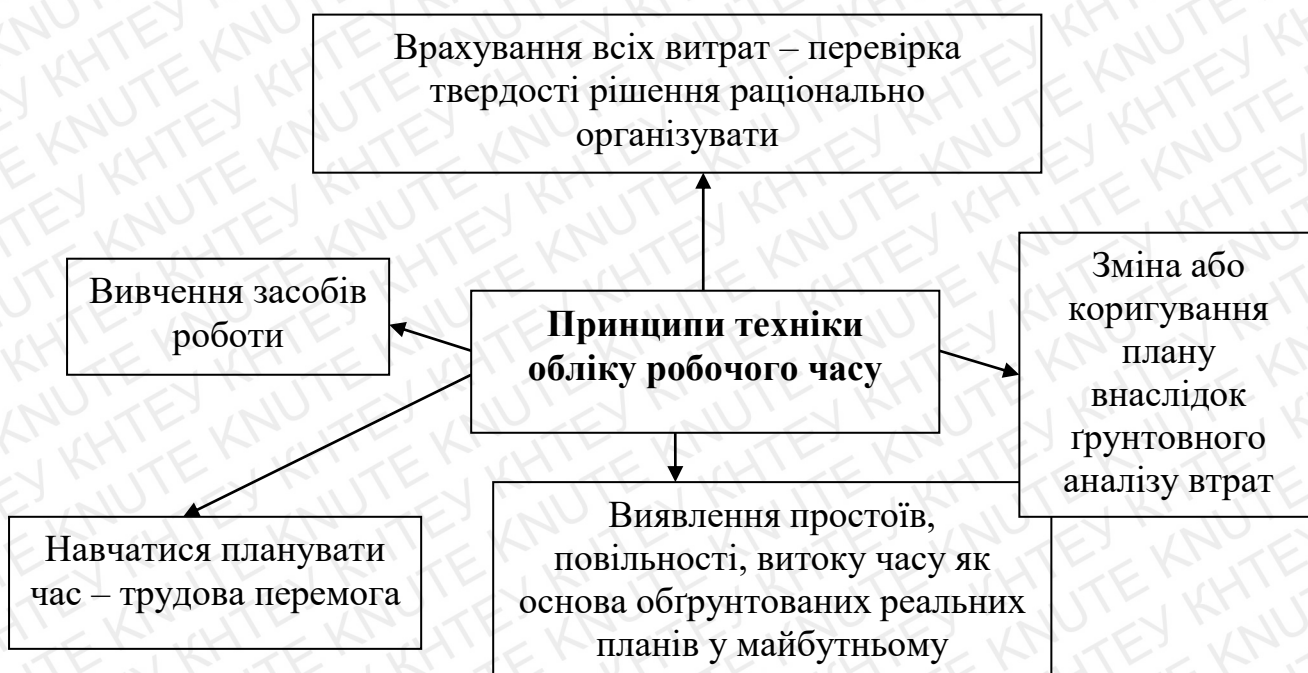 Врахування всіх витрат – перевірка
твердості рішення раціонально
організувати
Вивчення засобів
роботи
Принципи техніки
обліку робочого часу
Зміна або
коригування
плану
внаслідок
ґрунтовного
аналізу втрат
Навчатися планувати
час – трудова перемога
Виявлення простоїв,
повільності, витоку часу як
основа обґрунтованих реальних
планів у майбутньому